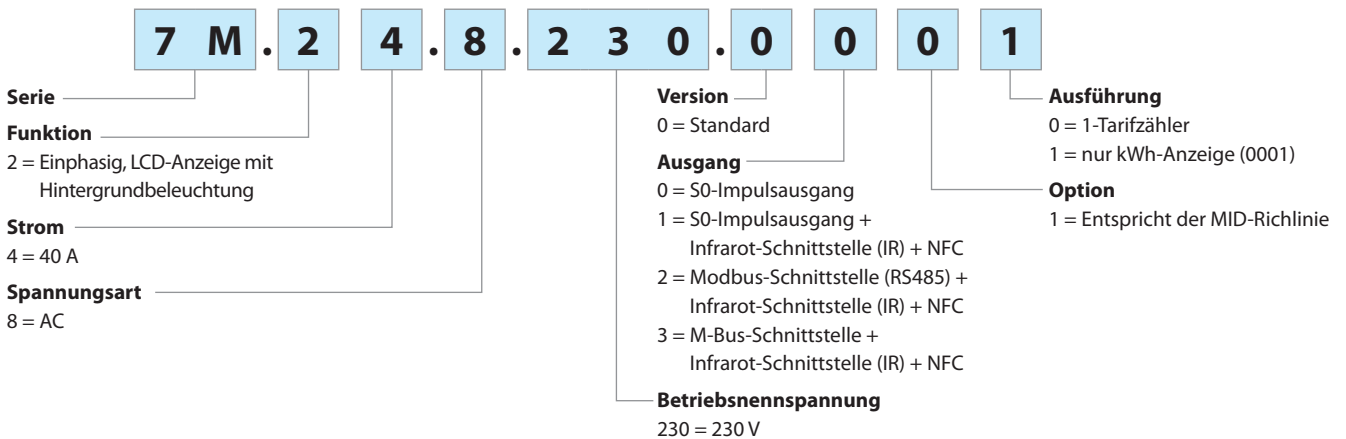 7 M . 2 4 . 8 . 2 3 0 . 0 0 0 1
Serie
Funktion
2 = Einphasig, LCD-Anzeige mit
Hintergrundbeleuchtung
Strom
4 = 40 A
Spannungsart
8 = AC
Version
0 = Standard
Ausgang
0 = S0-Impulsausgang
1 = S0-Impulsausgang +
Infrarot-Schnittstelle (IR) + NFC
2 = Modbus-Schnittstelle (RS485) +
Infrarot-Schnittstelle (IR) + NFC
3 = M-Bus-Schnittstelle +
Infrarot-Schnittstelle (IR) + NFC
Betriebsnennspannung
230 = 230 V
Ausführung
0 = 1-Tarifzähler
1 = nur kWh-Anzeige (0001)
Option
1 = Entspricht der MID-Richlinie